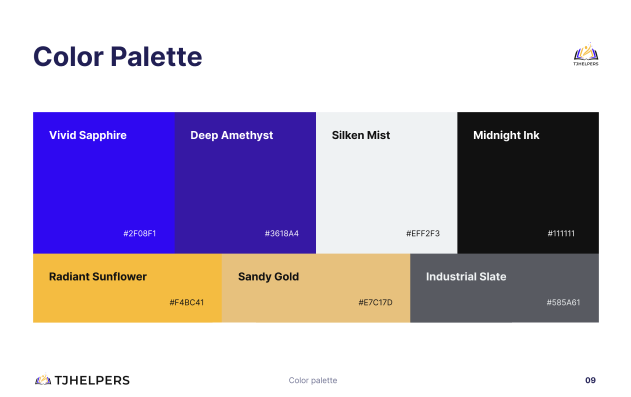 Color Palette
TJHELPERS
Vivid Sapphire
Deep Amethyst
Silken Mist
Midnight Ink
#2F08F1
#3618A4
#EFF2F3
#111111
Radiant Sunflower
Sandy Gold
Industrial Slate
#F4BC41
#E7C17D
#585A61
TJHELPERS
Color palette
09